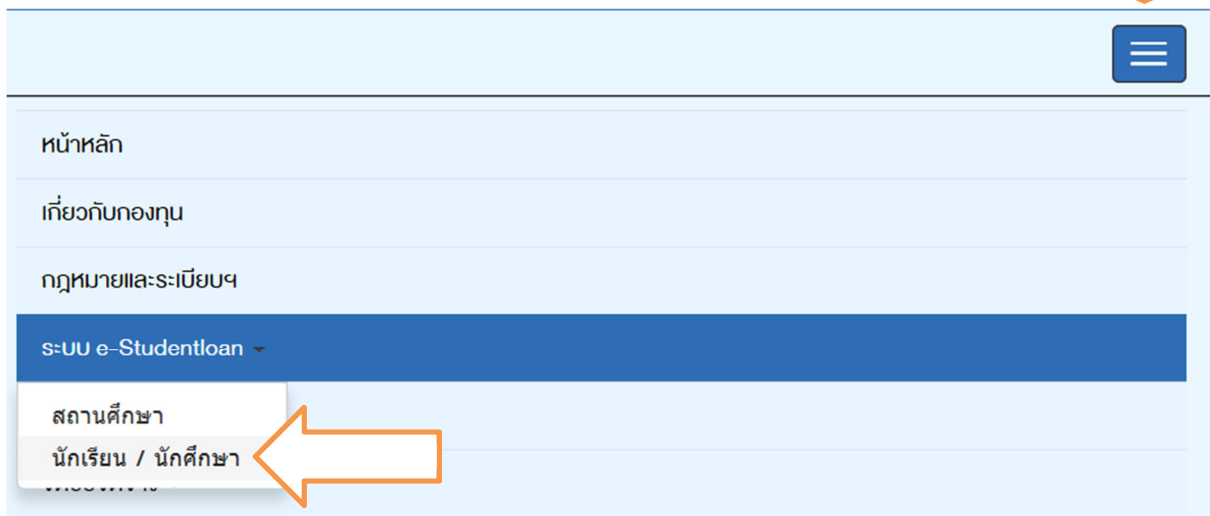 หน้าหลัก
เกี่ยวกับกองทุน
กฎหมายและระเบียบฯ
ระบบ e-Studentloan
สถานศึกษา
นักเรียน / นักศึกษา